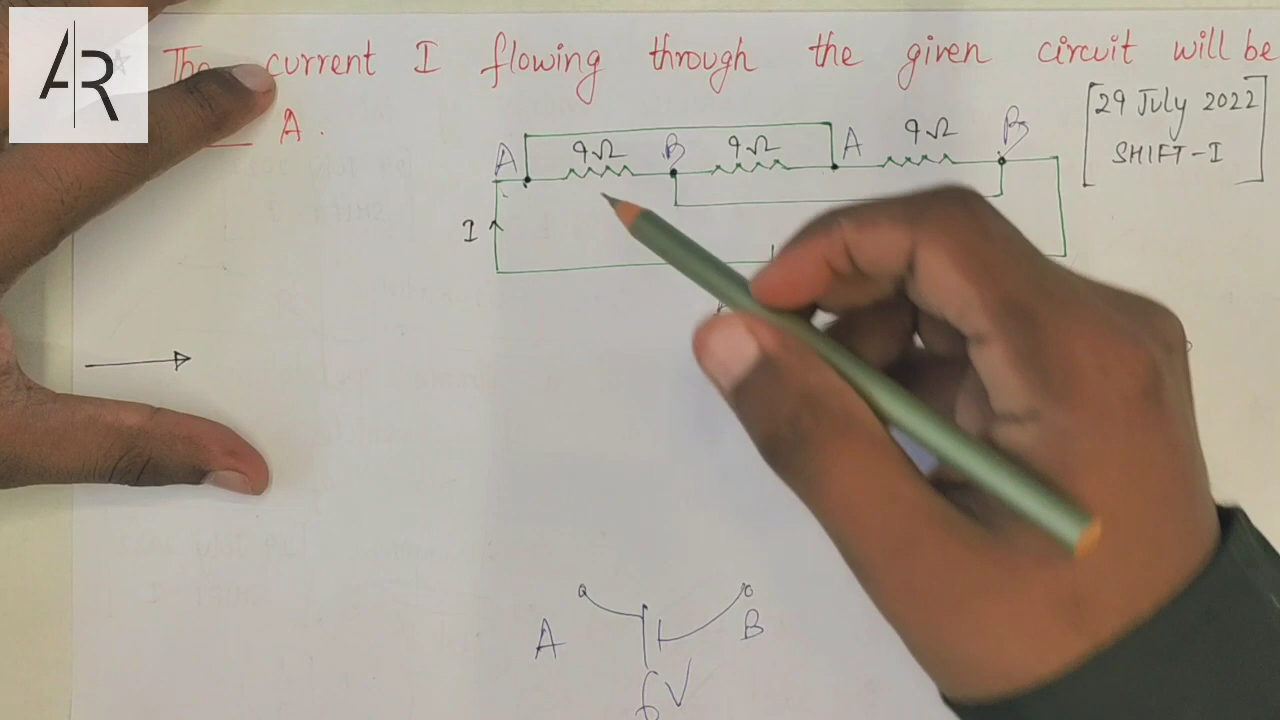 AR
The current I flowing through the given circuit will be
A.
[29 July 2022
SHIFT-I]
A 9Ω B 9Ω A 9Ω B
I
A B
6V